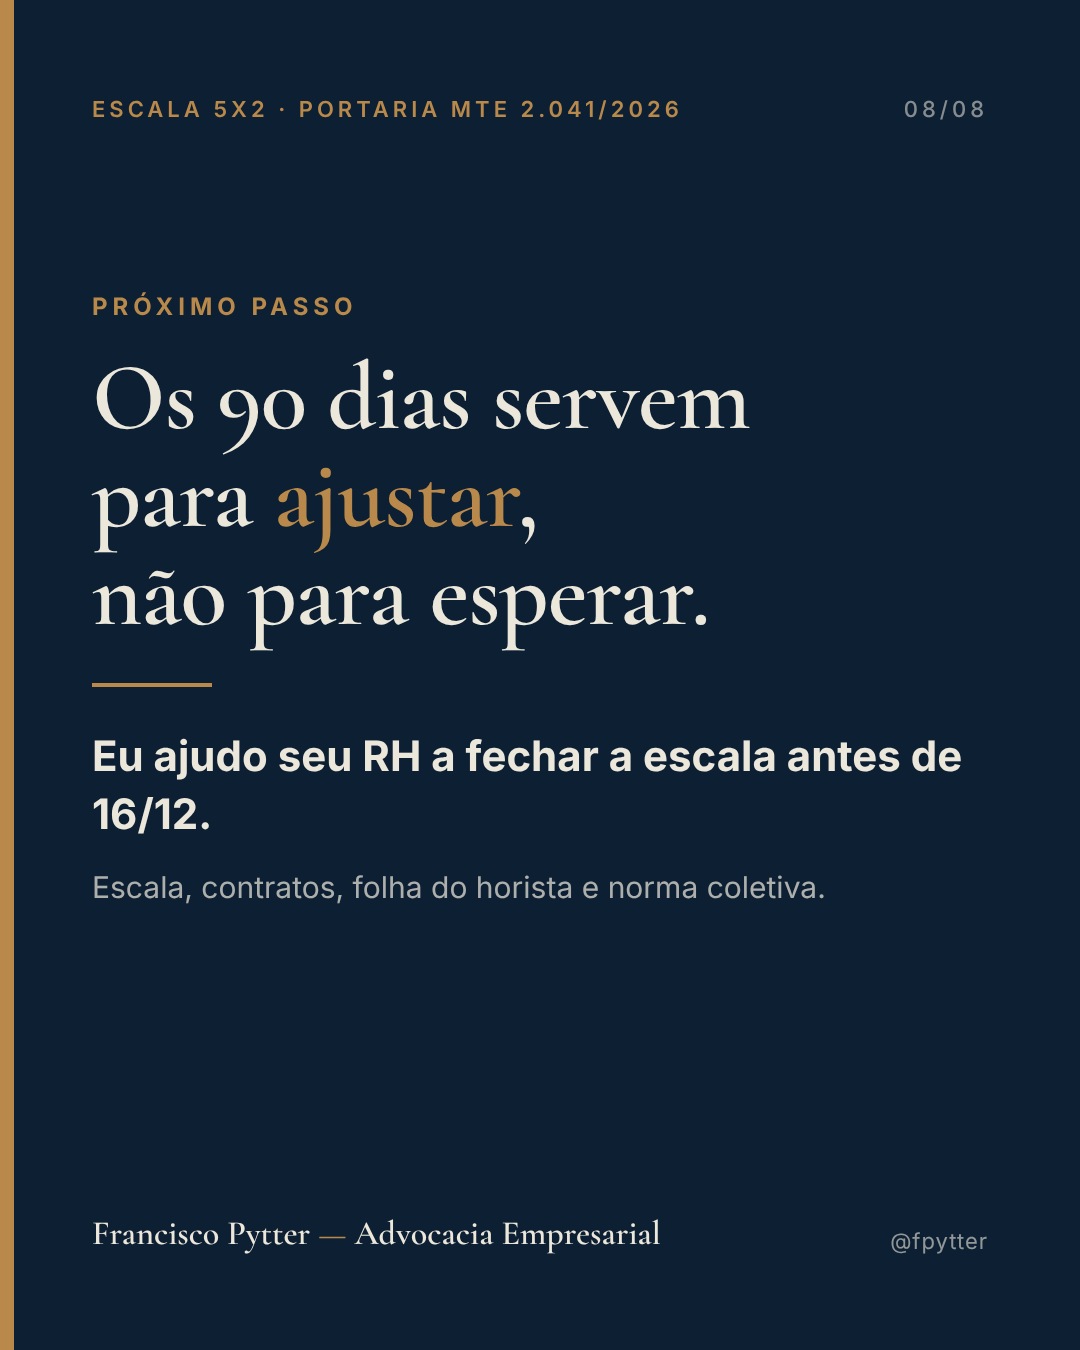 ESCALA 5X2 · PORTARIA MTE 2.041/2026
08/08
PRÓXIMO PASSO
Os 90 dias servem
para ajustar,
não para esperar.
Eu ajudo seu RH a fechar a escala antes de
16/12.
Escala, contratos, folha do horista e norma coletiva.
Francisco Pytter — Advocacia Empresarial
@fpytter